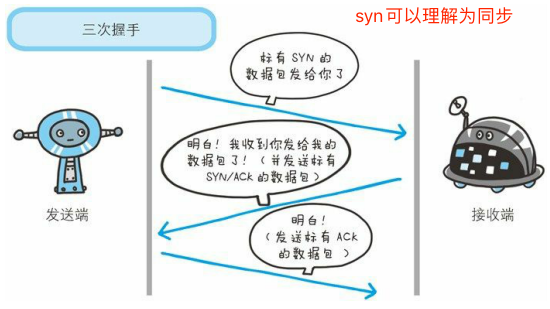 三次握手
syn可以理解为同步
标有 SYN 的
数据包发给你了
明白！我收到你发给我的
数据包了！（并发送标有
SYN/ACK 的数据包）
明白！
（发送标有 ACK
的数据包 ）
发送端
接收端